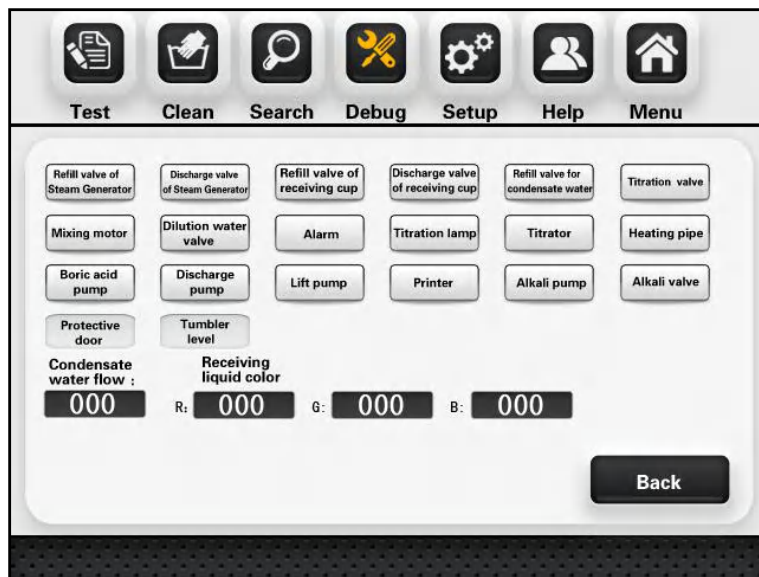 Test Clean Search Debug Setup Help Menu
Refill valve of
Steam Generator
Discharge valve
of Steam Generator
Refill valve of
receiving cup
Discharge valve
of receiving cup
Refill valve for
condensate water
Titration valve
Mixing motor
Dilution water
valve
Alarm
Titration lamp
Titrator
Heating pipe
Boric acid
pump
Discharge
pump
Lift pump
Printer
Alkali pump
Alkali valve
Protective
door
Tumbler
level
Condensate
water flow :
000
Receiving
liquid color
R: 000 G: 000 B: 000
Back